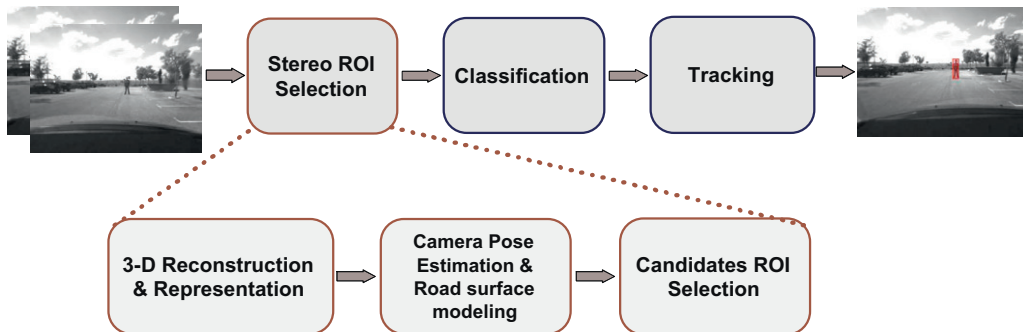 Stereo ROI
Selection
Classification
Tracking
3-D Reconstruction
& Representation
Camera Pose
Estimation &
Road surface
modeling
Candidates ROI
Selection